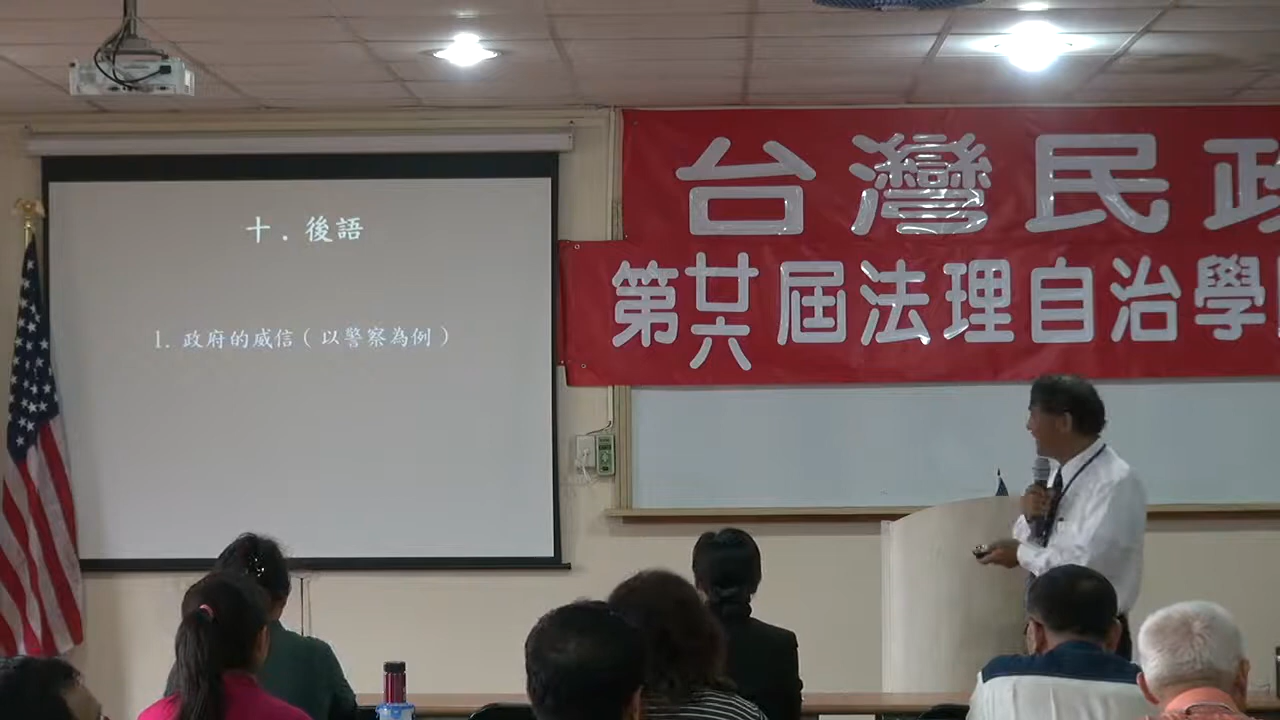 十．後語
1. 政府的威信（以警察為例）
台灣民政
第廿六屆法理自治學